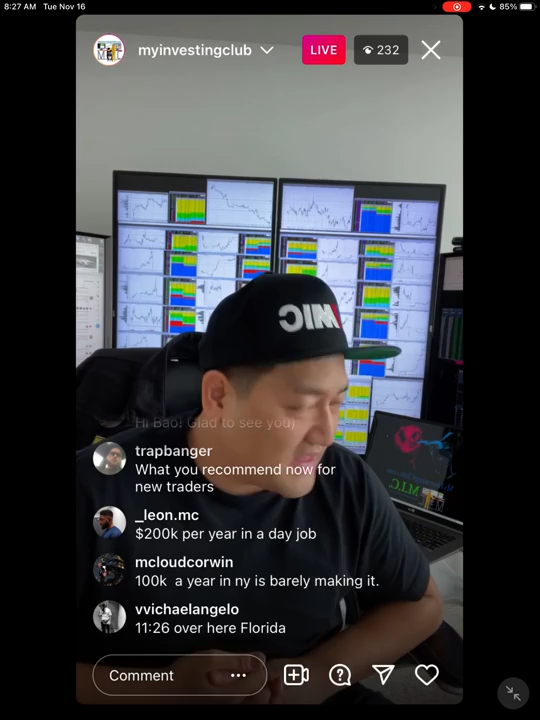 8:27 AM Tue Nov 16
85%
myinvestingclub
LIVE
232
MIC
Hi Bao! Glad to see you)
trapbanger
What you recommend now for
new traders
_leon.mc
$200k per year in a day job
mcloudcorwin
100k a year in ny is barely making it.
vvichaelangelo
11:26 over here Florida
M.I.C
Comment